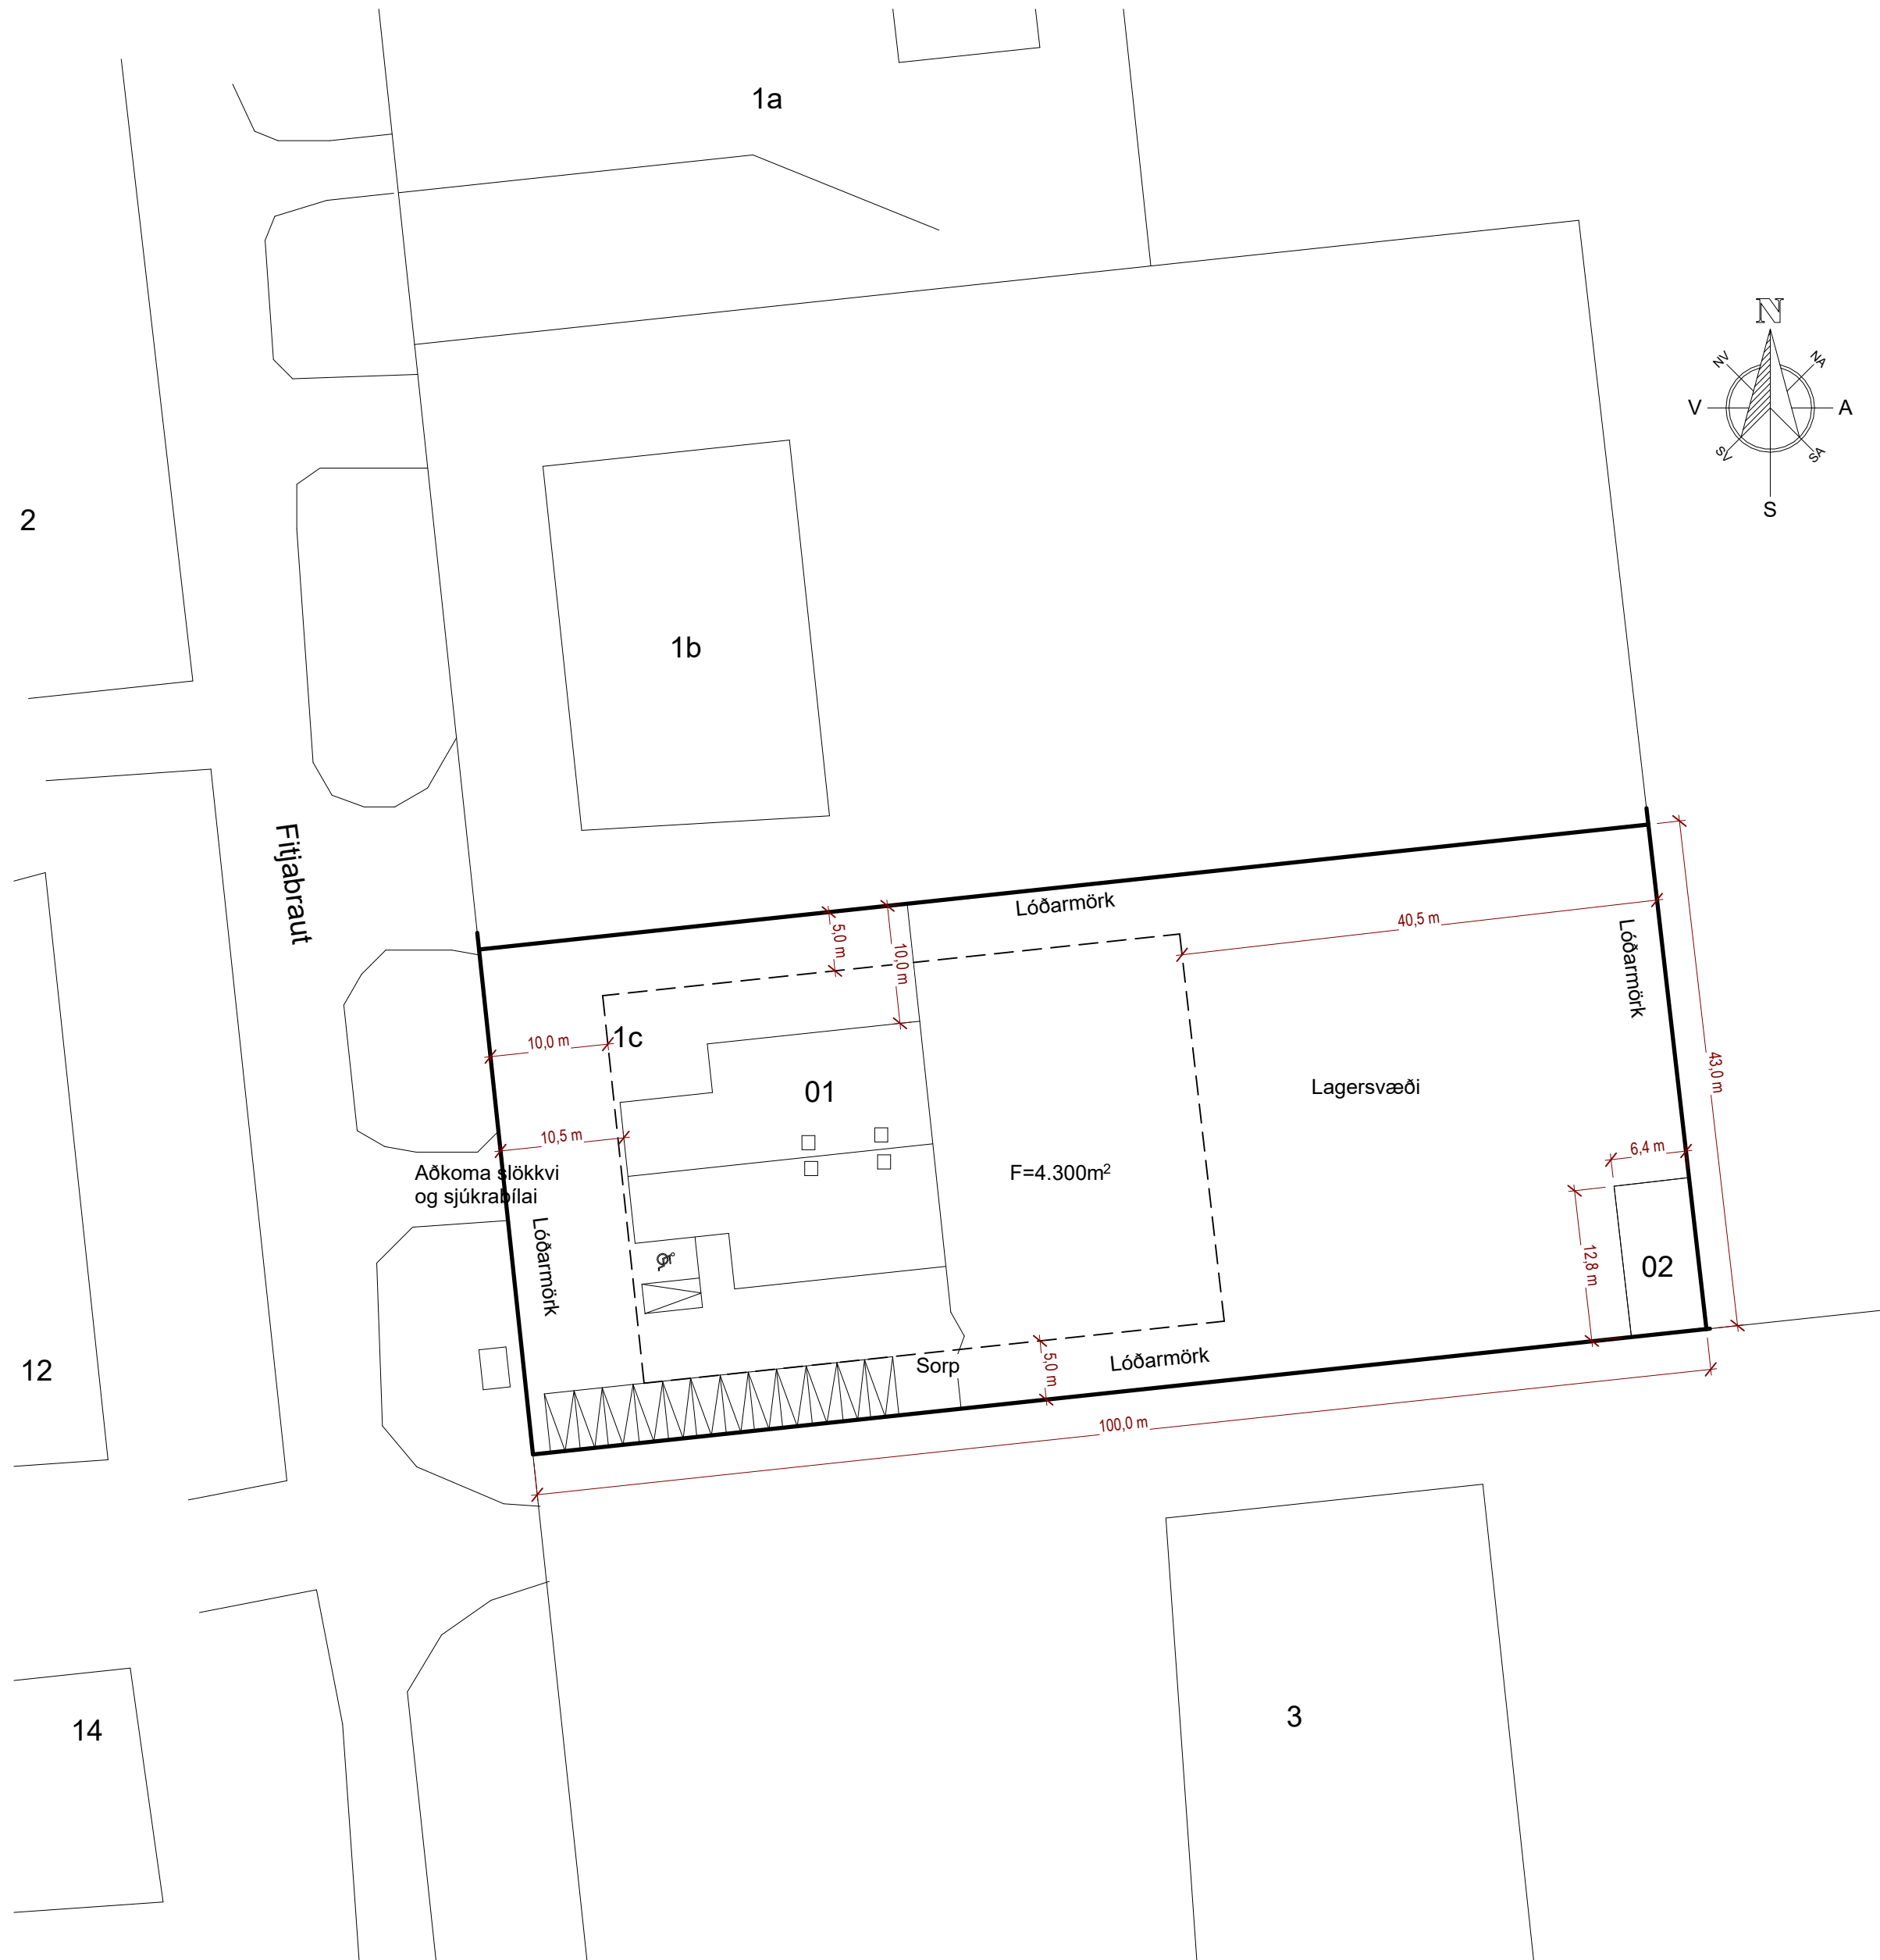 1a
N
NV
NA
V
A
SV
SA
S
2
1b
Fitjabraut
Lóðarmörk
5,0 m
10,0 m
40,5 m
Lóðarmörk
1c
10,0 m
01
43,0 m
Lagersvæði
10,5 m
6,4 m
Aðkoma slökkvi
og sjúkrabílai
F=4.300m²
Lóðarmörk
12,8 m
02
12
Sorp
5,0 m
Lóðarmörk
100,0 m
14
3